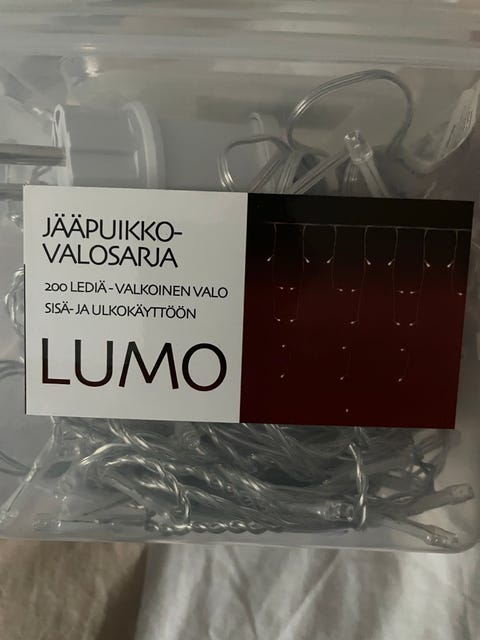 JÄÄPUIKKO-
VALOSARJA
200 LEDIÄ - VALKOINEN VALO
SISÄ- JA ULKOKÄYTTÖÖN
LUMO